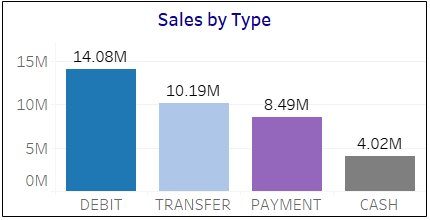 Sales by Type
15M
10M
5M
0M
14.08M
10.19M
8.49M
4.02M
DEBIT
TRANSFER
PAYMENT
CASH